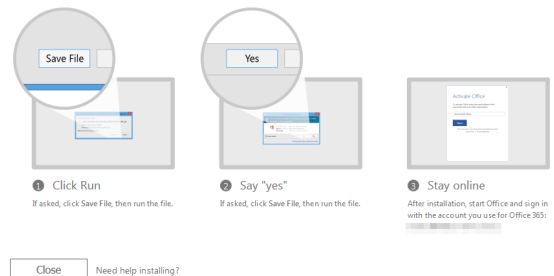 Save File
Yes
Activate Office
1 Click Run
If asked, click Save File, then run the file.
2 Say "yes"
If asked, click Save File, then run the file.
3 Stay online
After installation, start Office and sign in
with the account you use for Office 365:
Close
Need help installing?